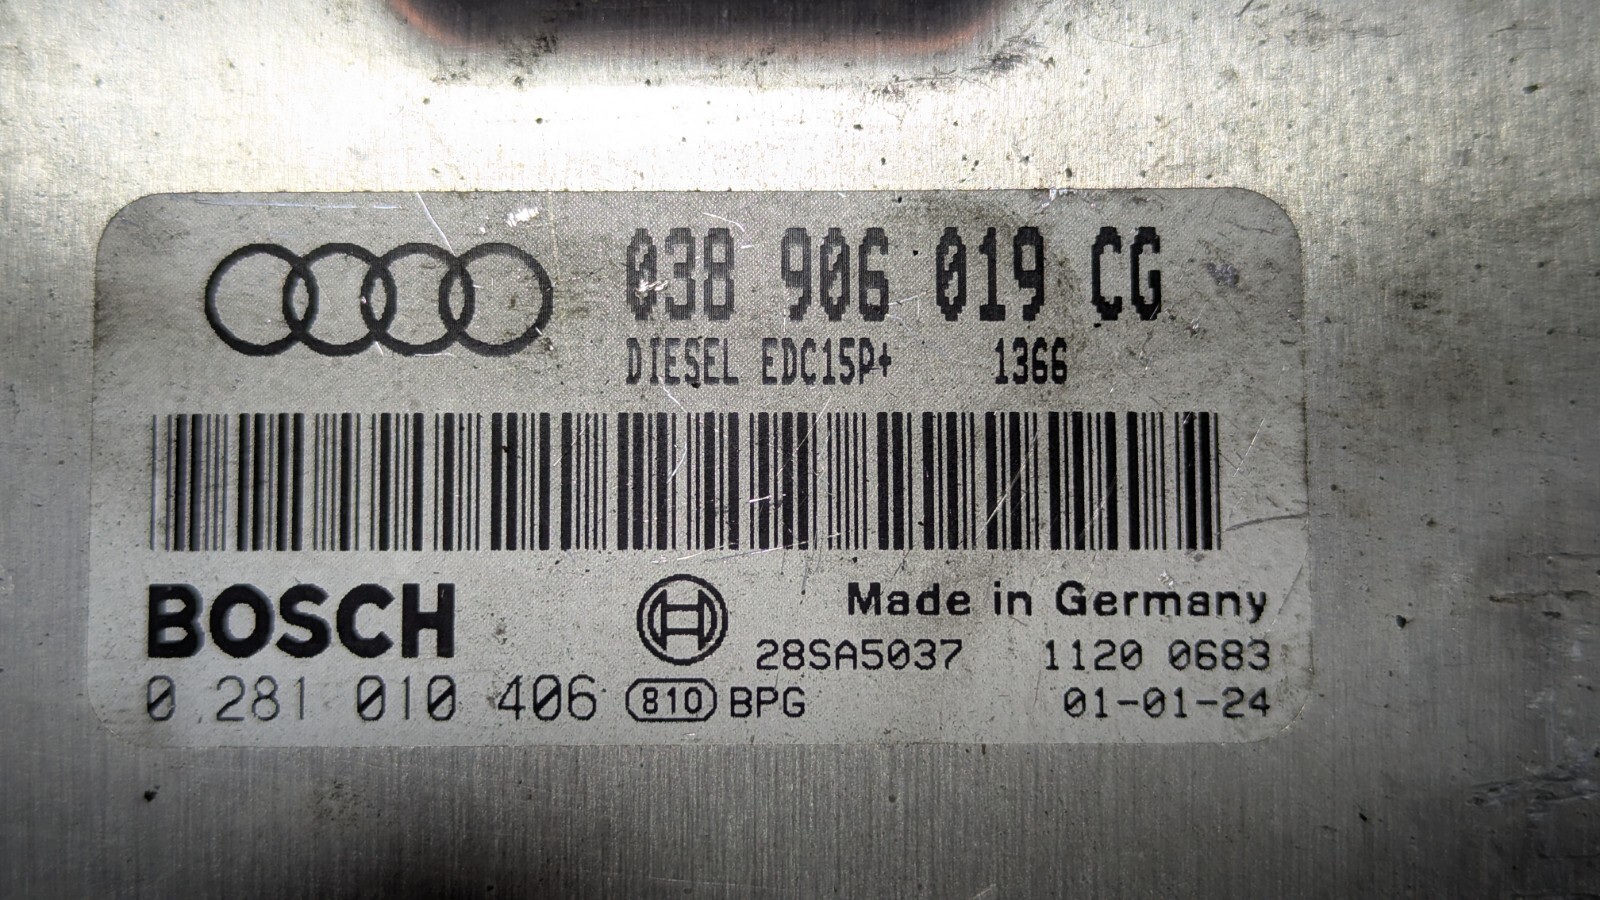 038 906 019 CG
DIESEL EDC15P+ 1366
BOSCH
Made in Germany
28SA5037 1120 0683
0 281 010 406 810 BPG 01-01-24